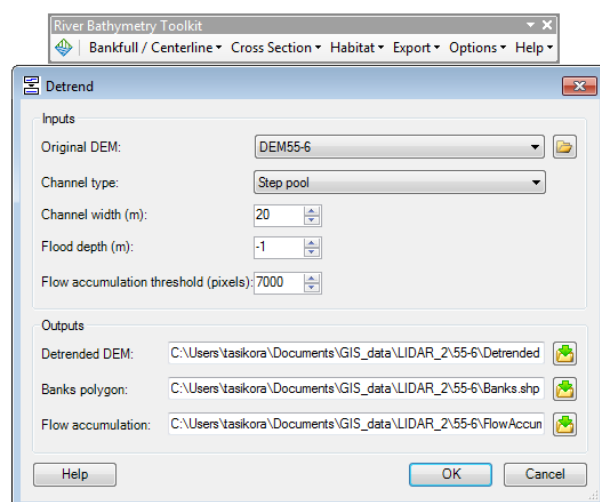 River Bathymetry Toolkit
Bankfull / Centerline Cross Section Habitat Export Options Help
Detrend
Inputs
Original DEM: DEM55-6
Channel type: Step pool
Channel width (m): 20
Flood depth (m): -1
Flow accumulation threshold (pixels): 7000
Outputs
Detrended DEM: C:\Users\tasikora\Documents\GIS_data\LIDAR_2\55-6\Detrended
Banks polygon: C:\Users\tasikora\Documents\GIS_data\LIDAR_2\55-6\Banks.shp
Flow accumulation: C:\Users\tasikora\Documents\GIS_data\LIDAR_2\55-6\FlowAccun
Help OK Cancel